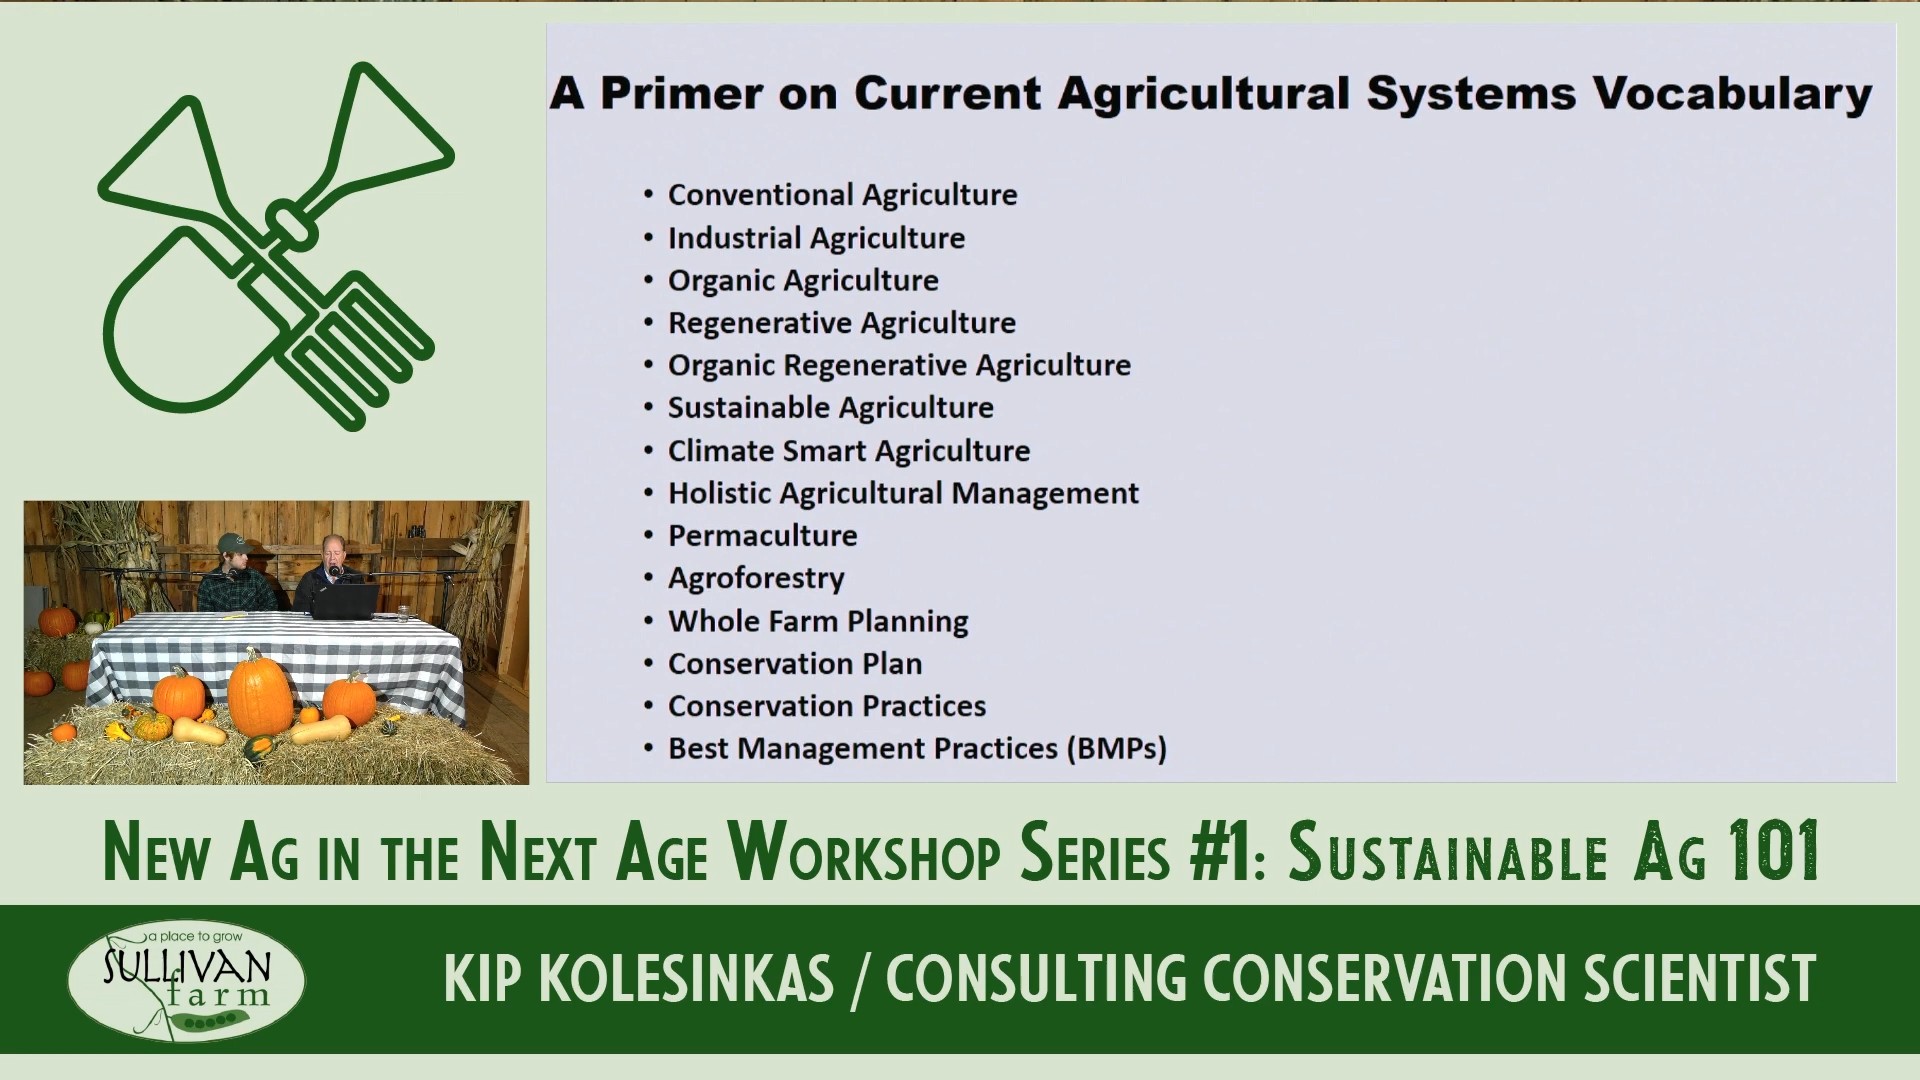 A Primer on Current Agricultural Systems Vocabulary
• Conventional Agriculture
• Industrial Agriculture
• Organic Agriculture
• Regenerative Agriculture
• Organic Regenerative Agriculture
• Sustainable Agriculture
• Climate Smart Agriculture
• Holistic Agricultural Management
• Permaculture
• Agroforestry
• Whole Farm Planning
• Conservation Plan
• Conservation Practices
• Best Management Practices (BMPs)
New Ag in the Next Age Workshop Series #1: Sustainable Ag 101
a place to grow
SULLIVAN
farm
KIP KOLESINKAS / CONSULTING CONSERVATION SCIENTIST